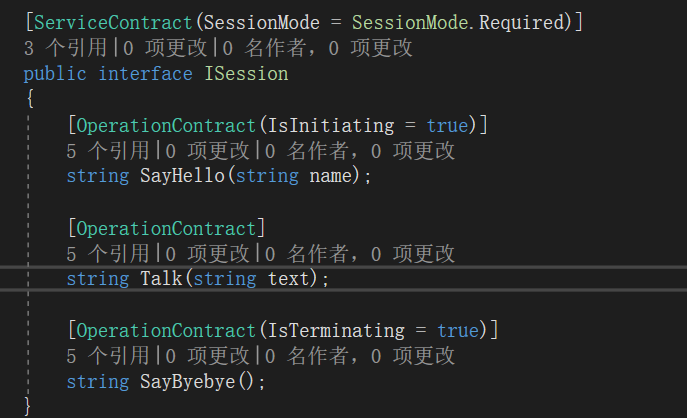 [ServiceContract(SessionMode = SessionMode.Required)]
3 个引用|0 项更改|0 名作者，0 项更改
public interface ISession
{
[OperationContract(IsInitiating = true)]
5 个引用|0 项更改|0 名作者，0 项更改
string SayHello(string name);
[OperationContract]
5 个引用|0 项更改|0 名作者，0 项更改
string Talk(string text);
[OperationContract(IsTerminating = true)]
5 个引用|0 项更改|0 名作者，0 项更改
string SayByebye();
}